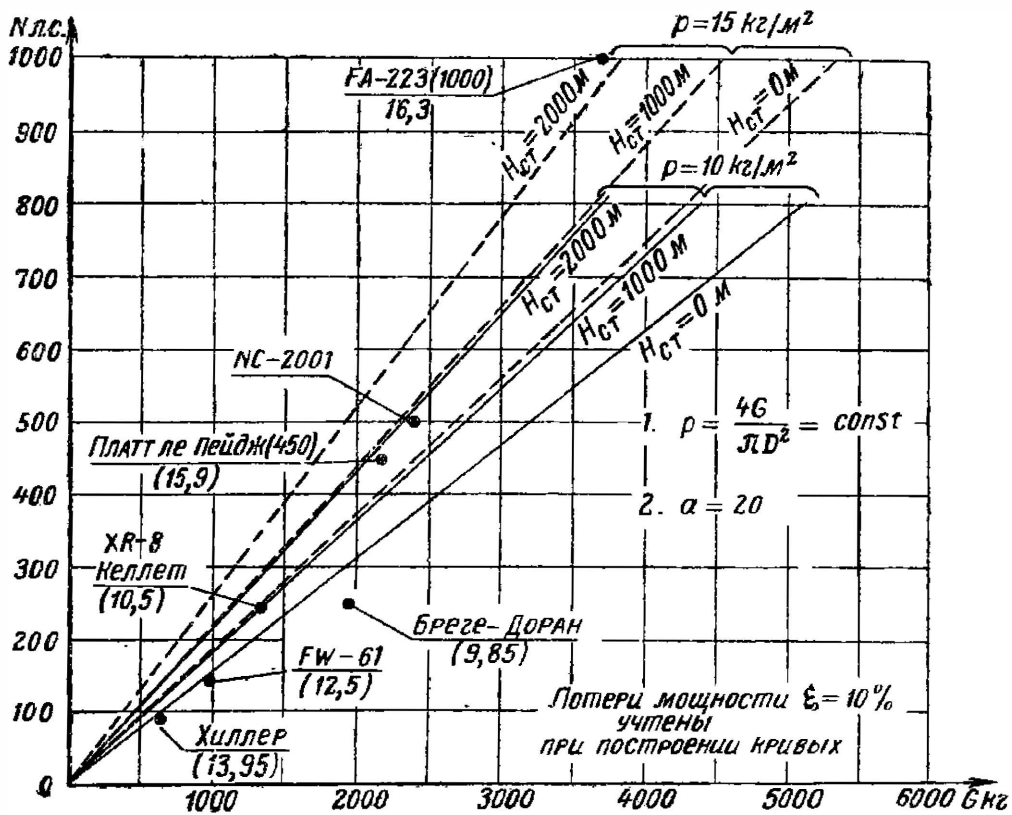 N л.с.
1000
900
800
700
600
500
400
300
200
100
0
p=15 кг/м²
FA-223(1000)
16,3
Hст=2000м
Hст=1000м
Hст=0м
p=10 кг/м²
Hст=2000 м
Hст=1000 м
Hст=0 м
NC-2001
Платт ле Пейдж(450)
(15,9)
1. p = 4G / πD² = const
2. a = 20
XR-8
Келлет
(10,5)
Бреге-Доран
(9,85)
FW-61
(12,5)
Хиллер
(13,95)
Потери мощности ξ=10%
учтены
при построении кривых
1000 2000 3000 4000 5000 6000 G кг